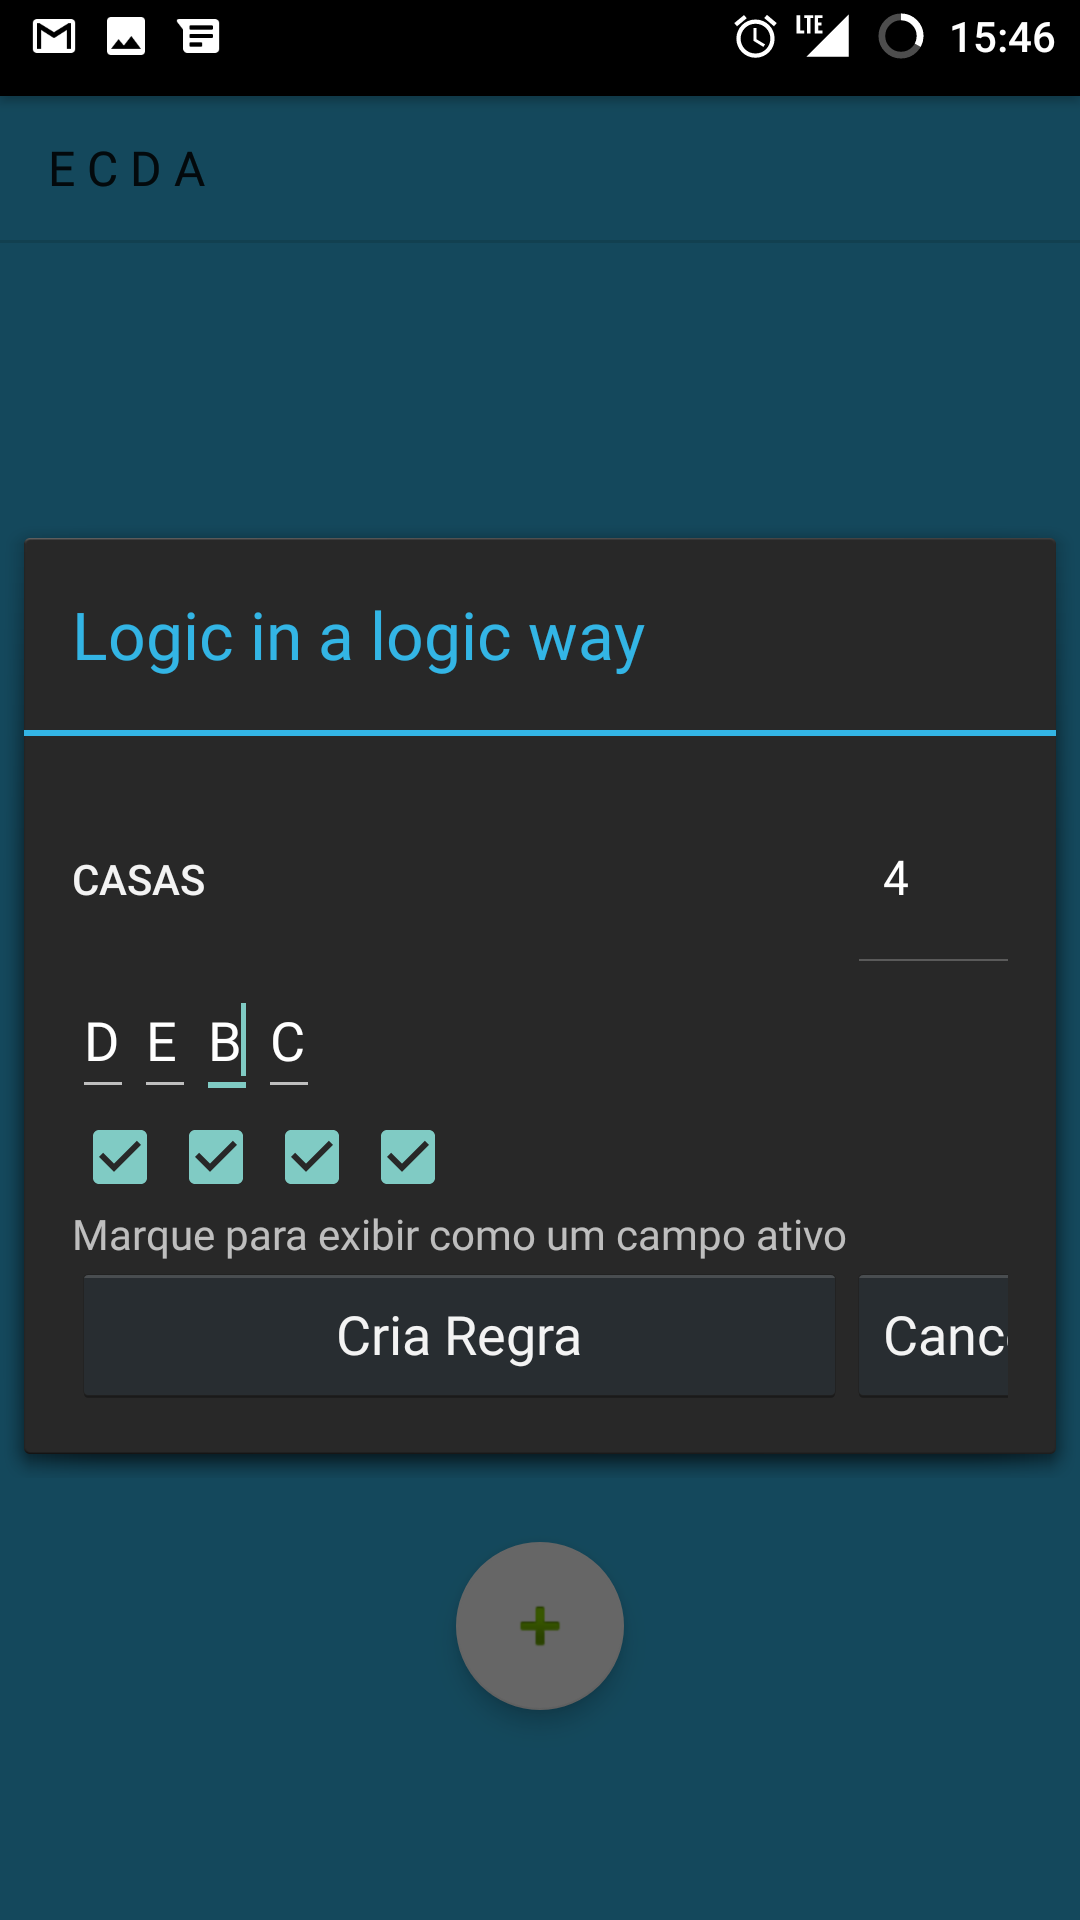 LTE 15:46
E C D A
Logic in a logic way
CASAS 4
D E B C
Marque para exibir como um campo ativo
Cria Regra Canc